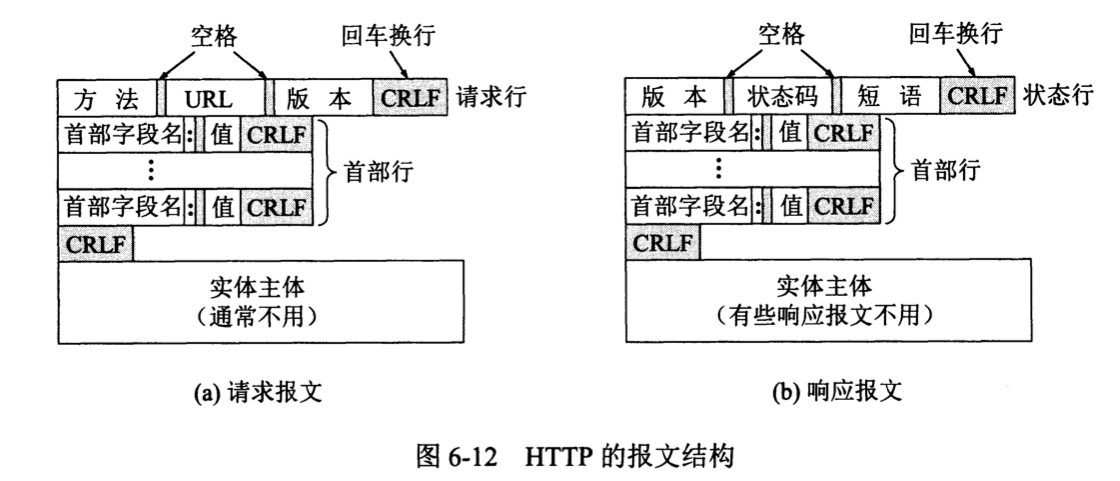 空格 回车换行
方 法 URL 版 本 CRLF 请求行
首部字段名: 值 CRLF
⋮ 首部行
首部字段名: 值 CRLF
CRLF
实体主体
（通常不用）
(a) 请求报文
空格 回车换行
版 本 状态码 短 语 CRLF 状态行
首部字段名: 值 CRLF
⋮ 首部行
首部字段名: 值 CRLF
CRLF
实体主体
（有些响应报文不用）
(b) 响应报文
图 6-12 HTTP 的报文结构